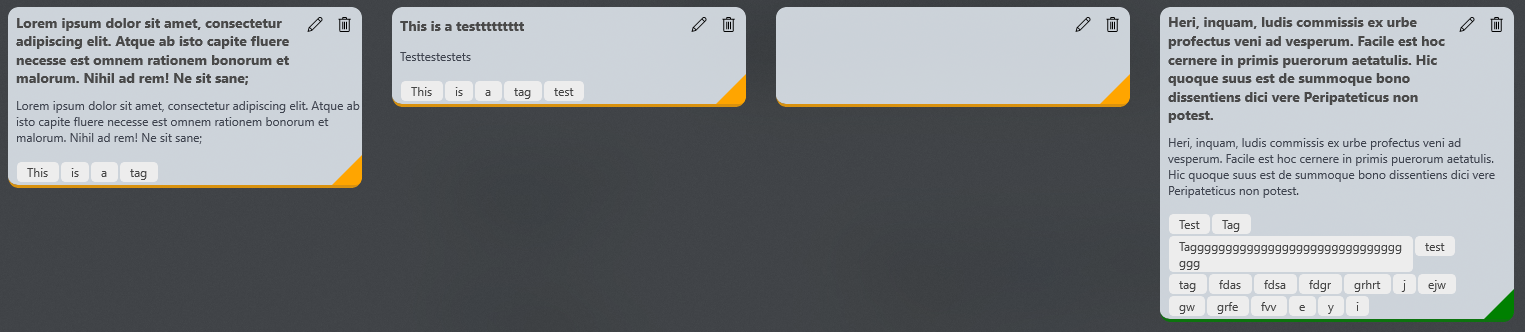 Lorem ipsum dolor sit amet, consectetur
adipiscing elit. Atque ab isto capite fluere
necesse est omnem rationem bonorum et
malorum. Nihil ad rem! Ne sit sane;
Lorem ipsum dolor sit amet, consectetur adipiscing elit. Atque ab
isto capite fluere necesse est omnem rationem bonorum et
malorum. Nihil ad rem! Ne sit sane;
This is a tag
This is a testttttttttt
Testtestestets
This is a tag test
Heri, inquam, ludis commissis ex urbe
profectus veni ad vesperum. Facile est hoc
cernere in primis puerorum aetatulis. Hic
quoque suus est de summoque bono
dissentiens dici vere Peripateticus non
potest.
Heri, inquam, ludis commissis ex urbe profectus veni ad
vesperum. Facile est hoc cernere in primis puerorum aetatulis.
Hic quoque suus est de summoque bono dissentiens dici vere
Peripateticus non potest.
Test Tag
Taggggggggggggggggggggggggggggggg test
ggg
tag fdas fdsa fdgr grhrt j ejw
gw grfe fvv e y i